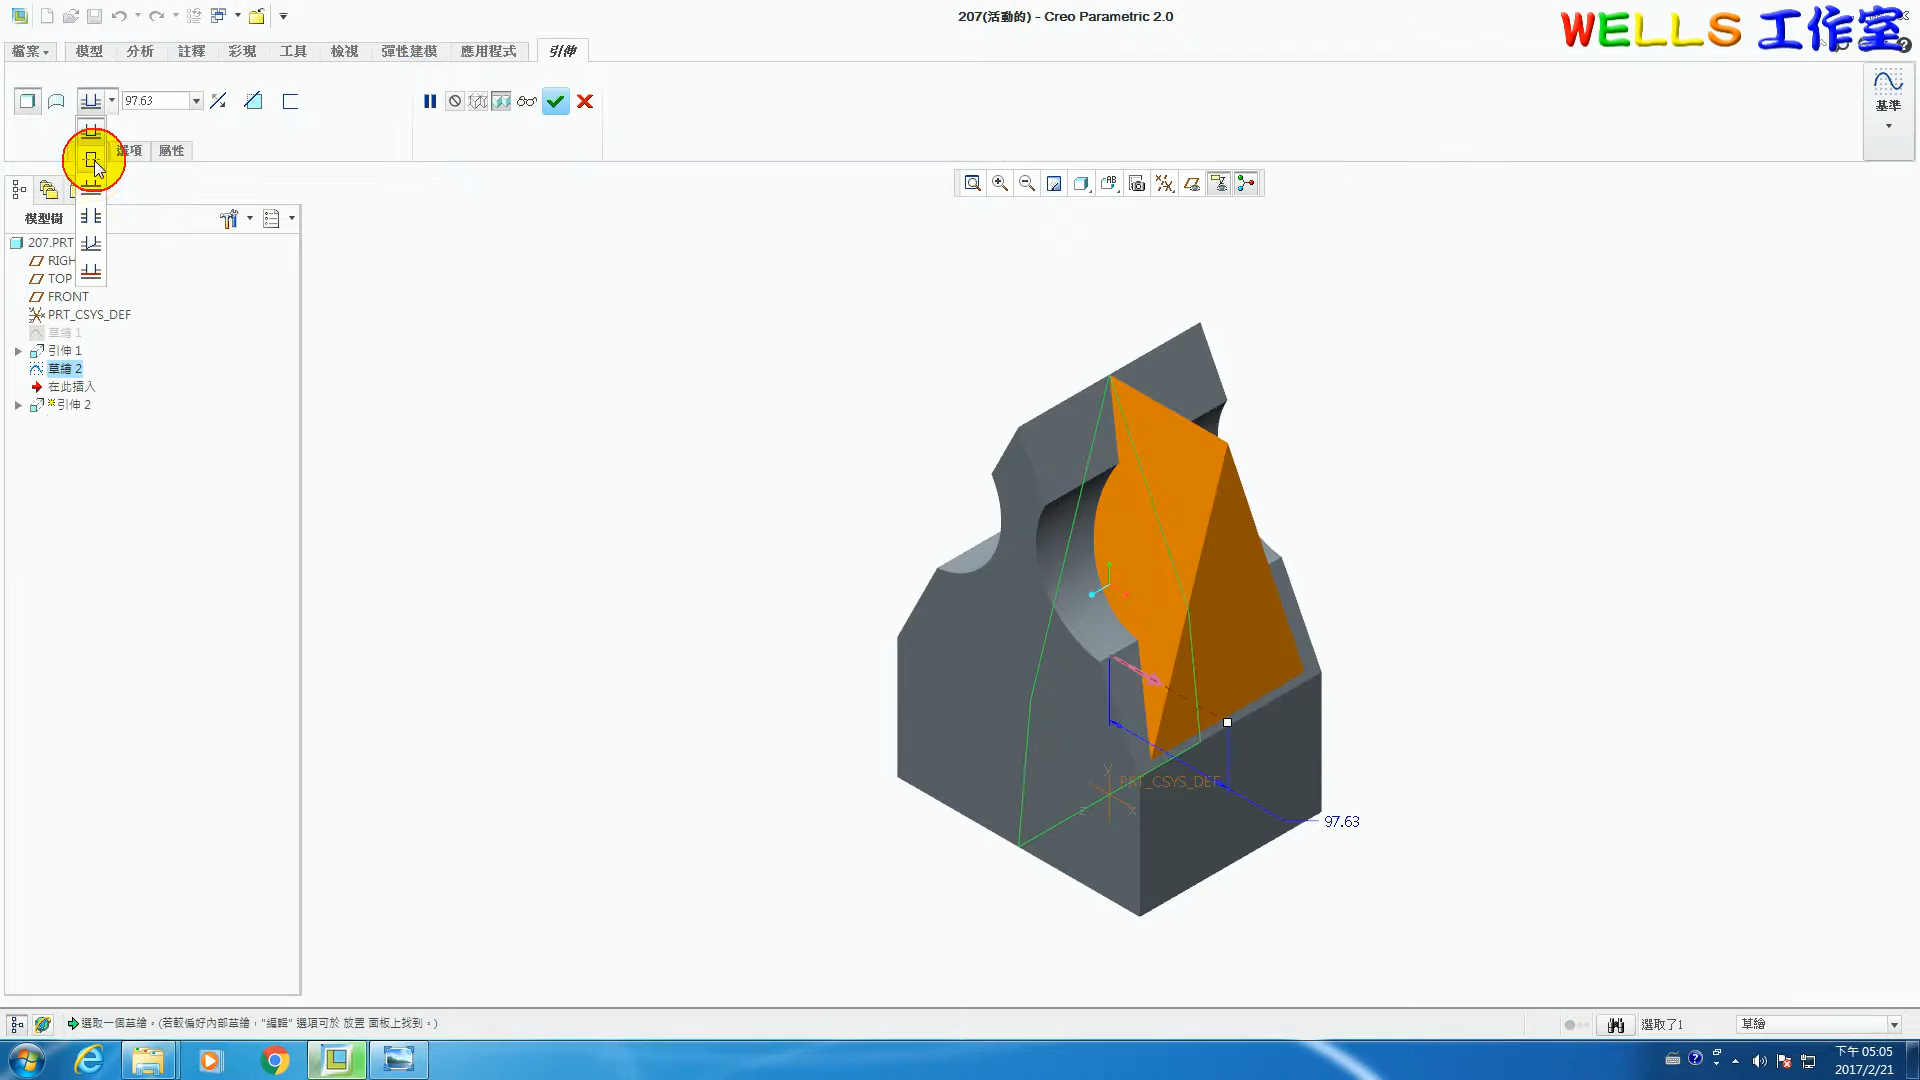 207(活動的) - Creo Parametric 2.0
WELLS 工作室
檔案 模型 分析 註釋 彩現 工具 檢視 彈性建模 應用程式 引伸
97.63
基準
選項 屬性
模型樹
207.PRT
RIGH
TOP
FRONT
PRT_CSYS_DEF
草繪 1
引伸 1
草繪 2
在此插入
引伸 2
y
PRT_CSYS_DEF
z x
97.63
選取一個草繪。(若較偏好內部草繪，"編輯" 選項可於 放置 面板上找到。)
選取了1 草繪
下午 05:05
2017/2/21